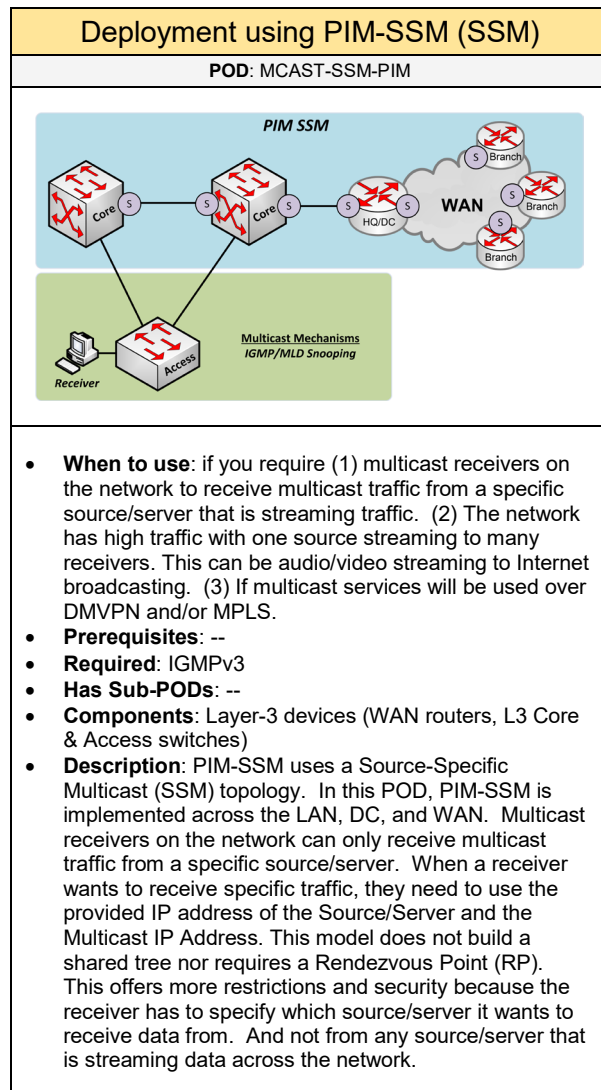 Deployment using PIM-SSM (SSM)
POD: MCAST-SSM-PIM
PIM SSM
Core
S
S
Core
S
S
HQ/DC
S
WAN
S
Branch
S
Branch
S
Branch
Receiver
Access
Multicast Mechanisms
IGMP/MLD Snooping
• When to use: if you require (1) multicast receivers on
the network to receive multicast traffic from a specific
source/server that is streaming traffic. (2) The network
has high traffic with one source streaming to many
receivers. This can be audio/video streaming to Internet
broadcasting. (3) If multicast services will be used over
DMVPN and/or MPLS.
• Prerequisites: --
• Required: IGMPv3
• Has Sub-PODs: --
• Components: Layer-3 devices (WAN routers, L3 Core
& Access switches)
• Description: PIM-SSM uses a Source-Specific
Multicast (SSM) topology. In this POD, PIM-SSM is
implemented across the LAN, DC, and WAN. Multicast
receivers on the network can only receive multicast
traffic from a specific source/server. When a receiver
wants to receive specific traffic, they need to use the
provided IP address of the Source/Server and the
Multicast IP Address. This model does not build a
shared tree nor requires a Rendezvous Point (RP).
This offers more restrictions and security because the
receiver has to specify which source/server it wants to
receive data from. And not from any source/server that
is streaming data across the network.